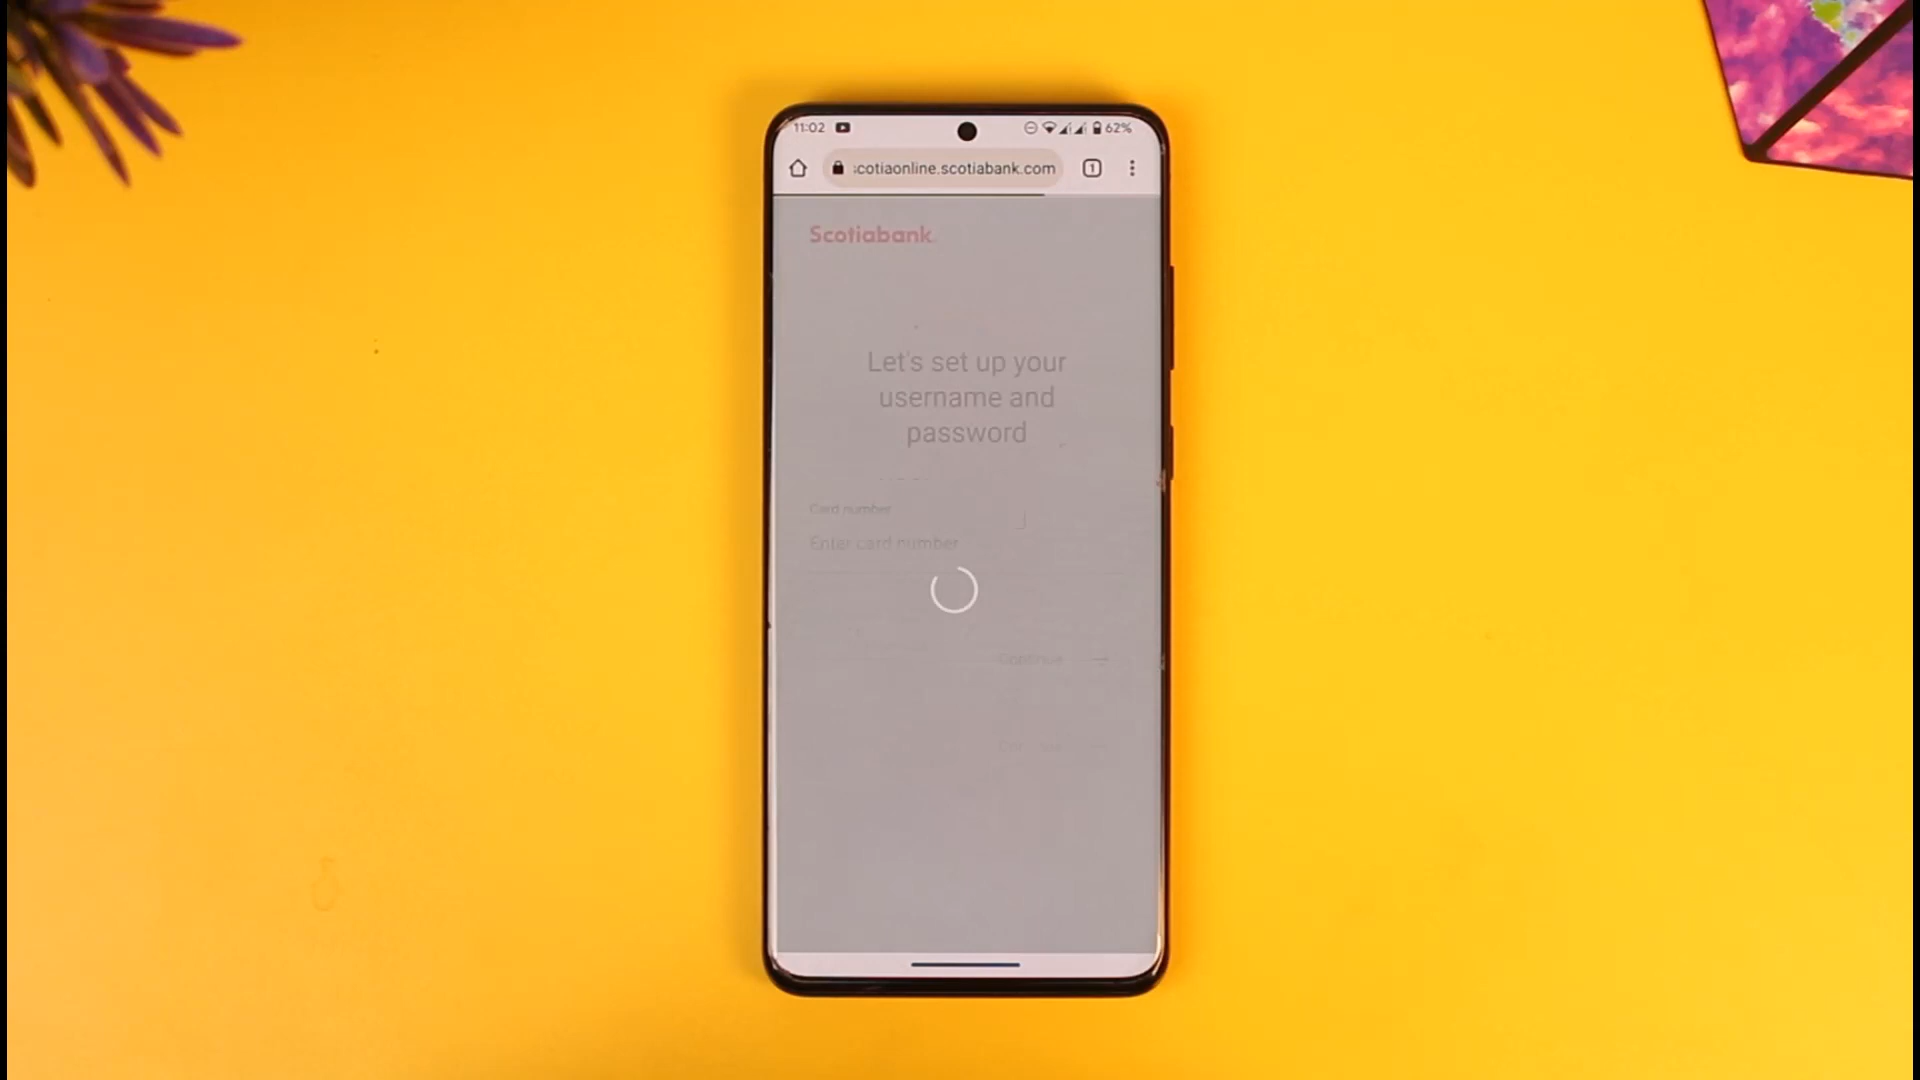 11:02
62%
scotiaonline.scotiabank.com
1
Scotiabank
Let's set up your
username and
password
Card number
Enter card number
Continue